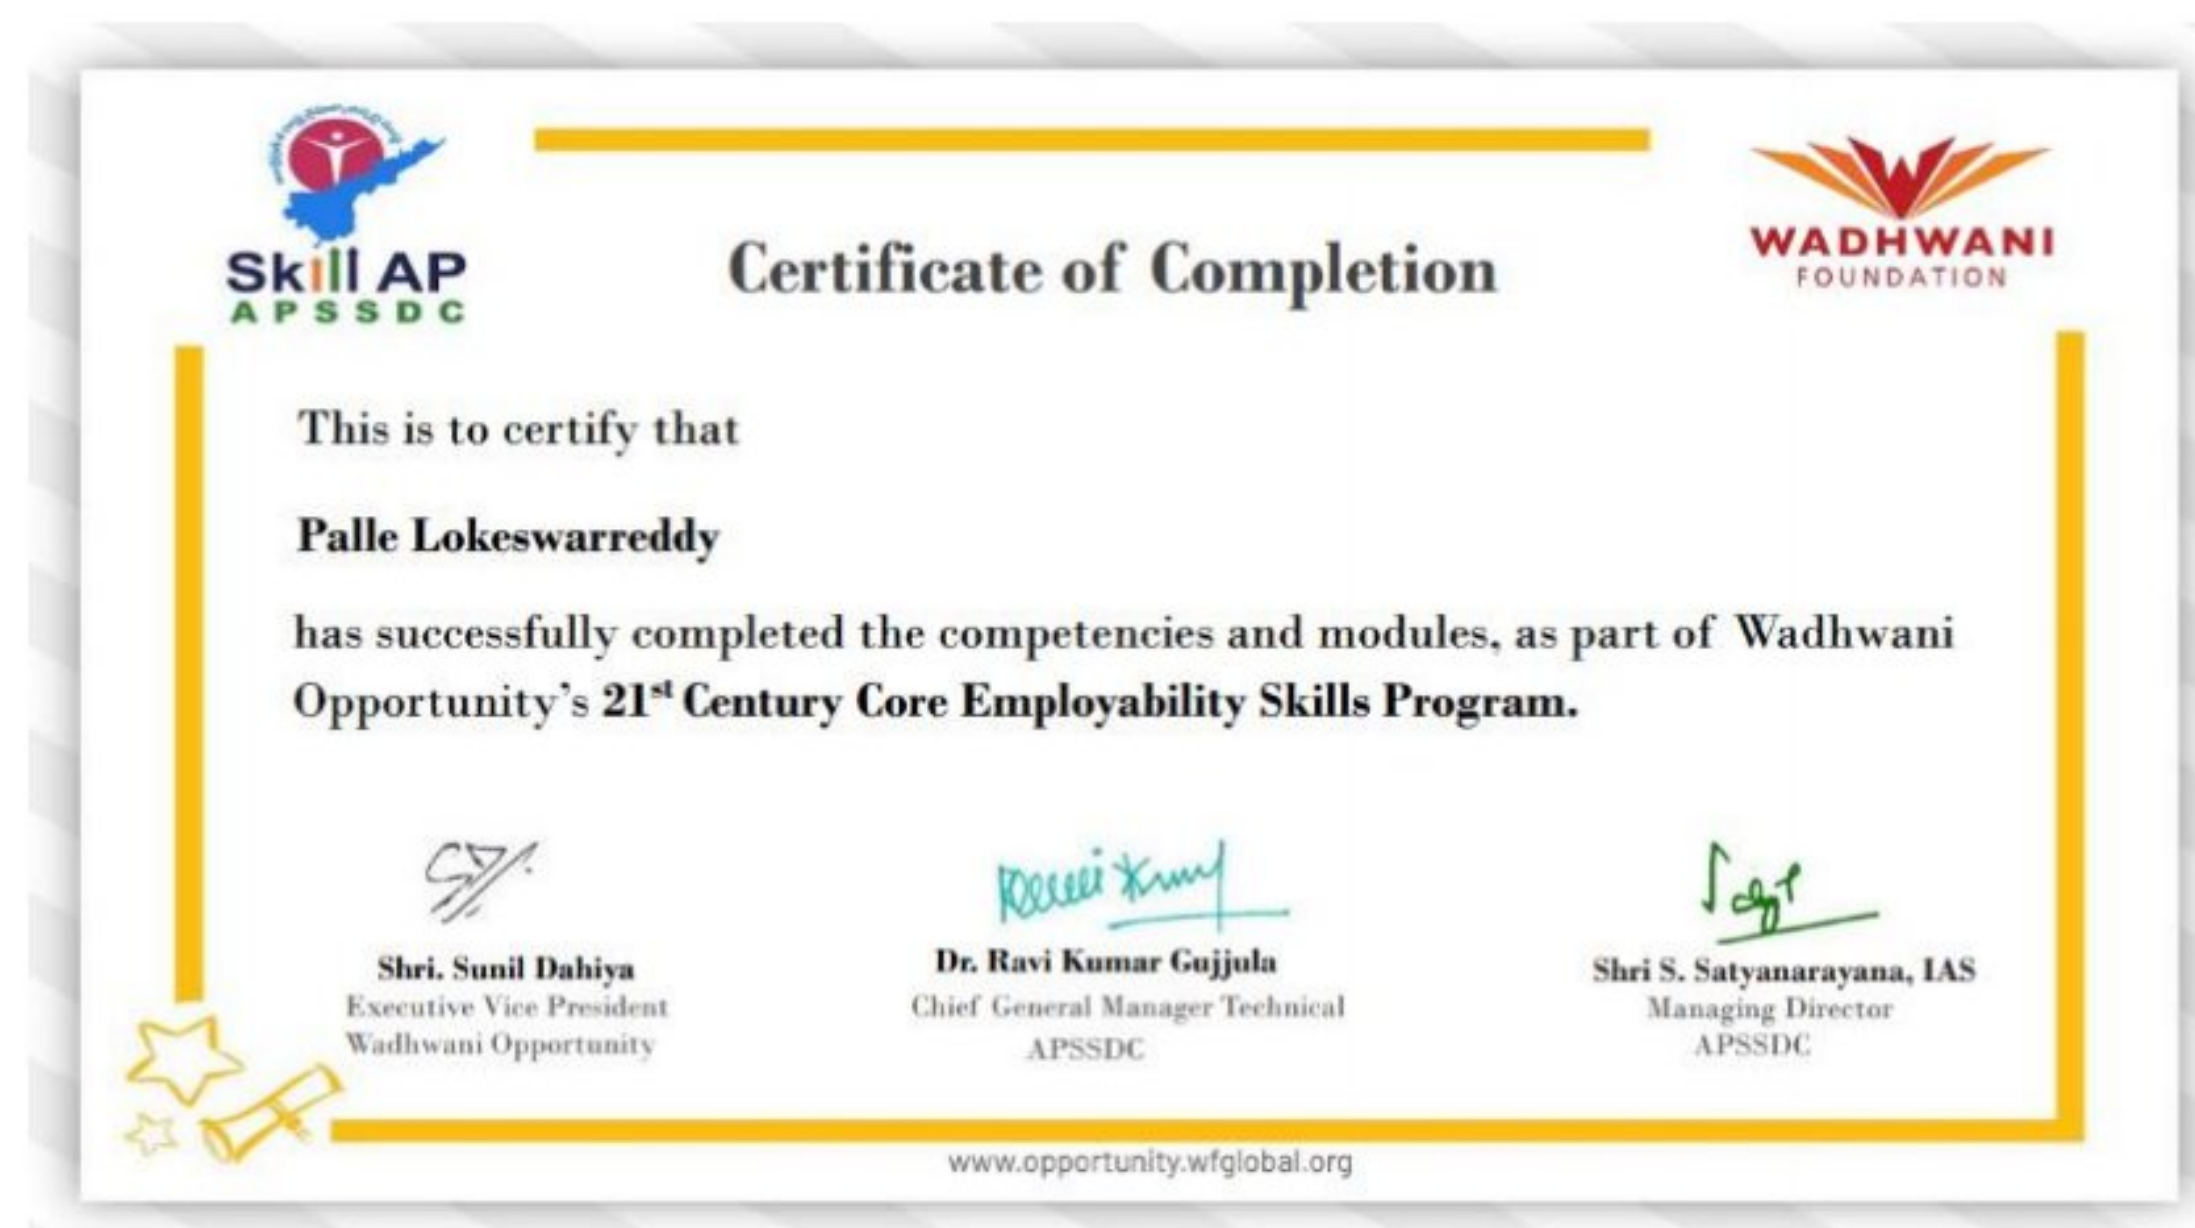 Skill AP
APSSDC
WADHWANI
FOUNDATION
Certificate of Completion
This is to certify that
Palle Lokeswarreddy
has successfully completed the competencies and modules, as part of Wadhwani
Opportunity's 21st Century Core Employability Skills Program.
Shri. Sunil Dahiya
Executive Vice President
Wadhwani Opportunity
Ravi Kumar
Dr. Ravi Kumar Gujjula
Chief General Manager Technical
APSSDC
Shri S. Satyanarayana, IAS
Managing Director
APSSDC
www.opportunity.wfglobal.org